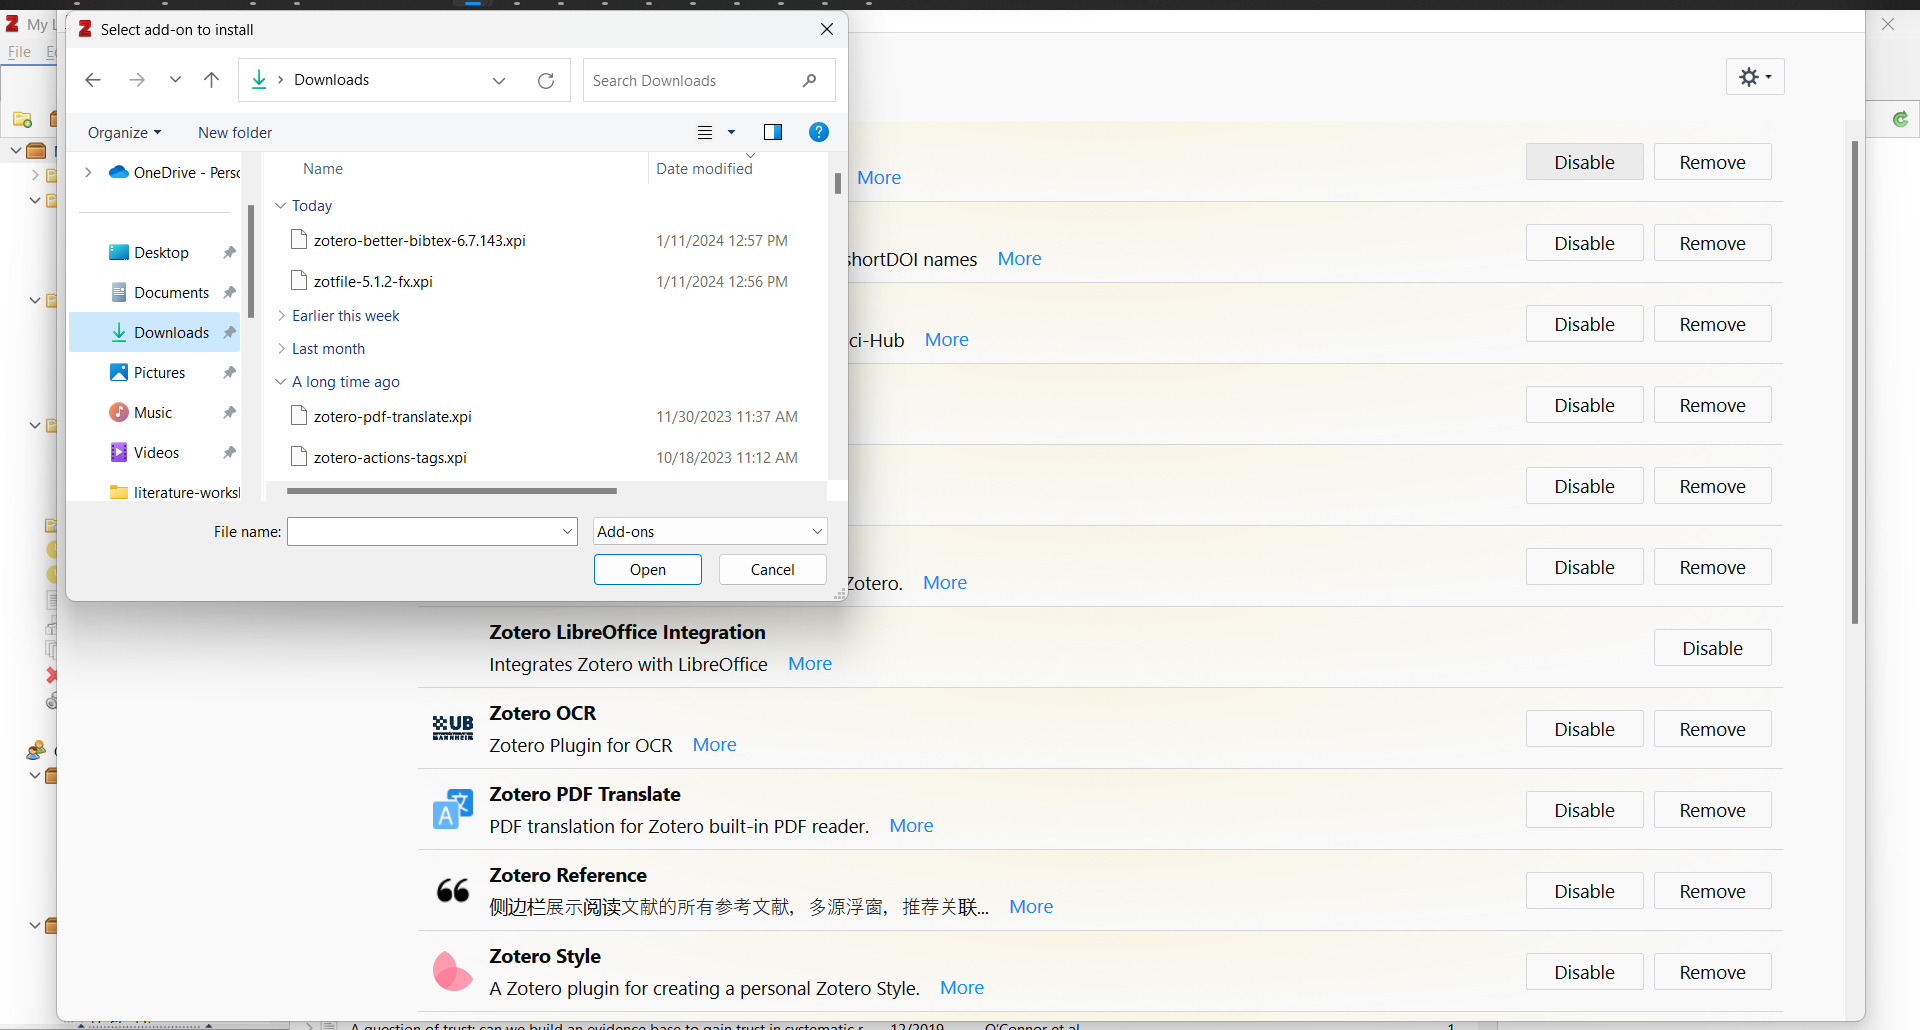 My L
Select add-on to install
File
Downloads
Search Downloads
Organize
New folder
?
OneDrive - Perso
Name
Date modified
Today
zotero-better-bibtex-6.7.143.xpi
1/11/2024 12:57 PM
zotfile-5.1.2-fx.xpi
1/11/2024 12:56 PM
Earlier this week
Last month
A long time ago
zotero-pdf-translate.xpi
11/30/2023 11:37 AM
zotero-actions-tags.xpi
10/18/2023 11:12 AM
Desktop
Documents
Downloads
Pictures
Music
Videos
literature-worksh
File name:
Add-ons
Open
Cancel
More
Disable
Remove
shortDOI names More
Disable
Remove
ci-Hub More
Disable
Remove
Disable
Remove
Disable
Remove
Zotero. More
Disable
Remove
Zotero LibreOffice Integration
Integrates Zotero with LibreOffice More
Disable
UB
MANNHEIM
Zotero OCR
Zotero Plugin for OCR More
Disable
Remove
Zotero PDF Translate
PDF translation for Zotero built-in PDF reader. More
Disable
Remove
Zotero Reference
侧边栏展示阅读文献的所有参考文献，多源浮窗，推荐关联... More
Disable
Remove
Zotero Style
A Zotero plugin for creating a personal Zotero Style. More
Disable
Remove
A question of trust: can we build an evidence base to gain trust in systematic r... 12/2019 O'Connor et al. 1